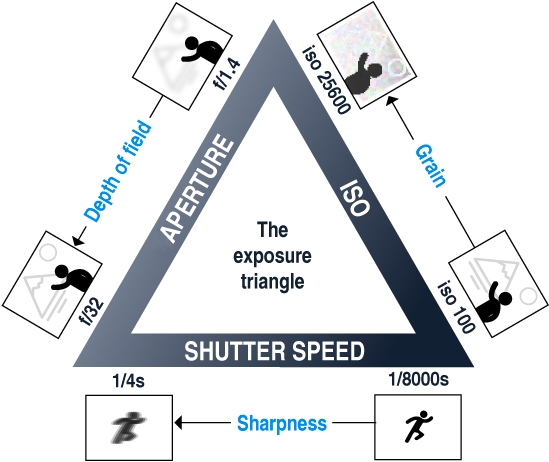 f/1.4
iso 25600
Depth of field
APERTURE
ISO
Grain
The
exposure
triangle
f/32
iso 100
SHUTTER SPEED
1/4s
1/8000s
Sharpness